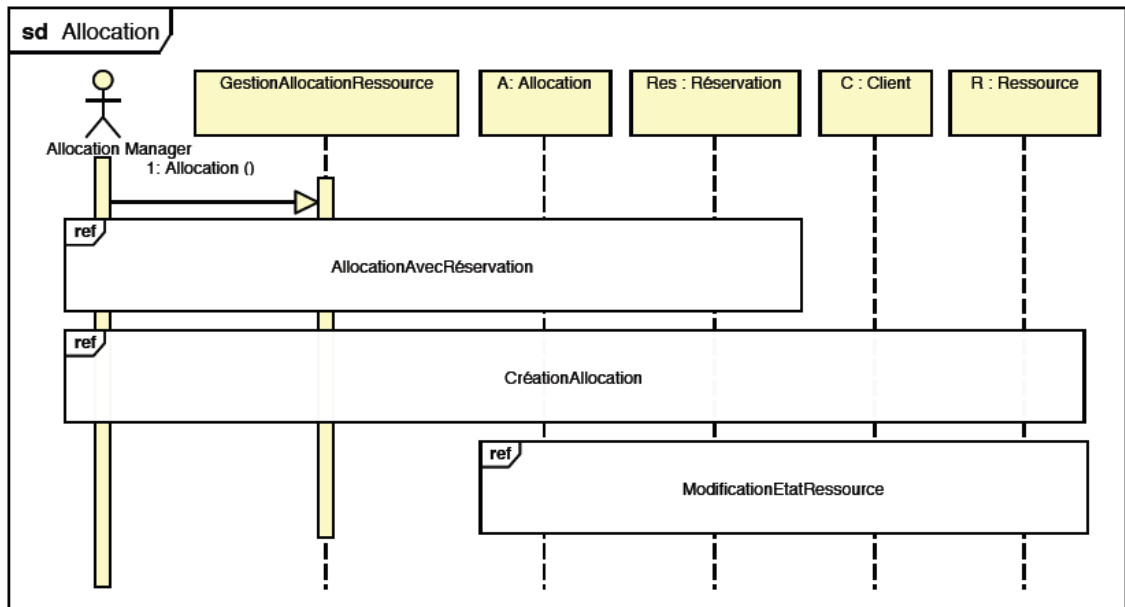 sd Allocation
GestionAllocationRessource
A: Allocation
Res : Réservation
C : Client
R : Ressource
Allocation Manager
1: Allocation ()
ref
AllocationAvecRéservation
ref
CréationAllocation
ref
ModificationEtatRessource